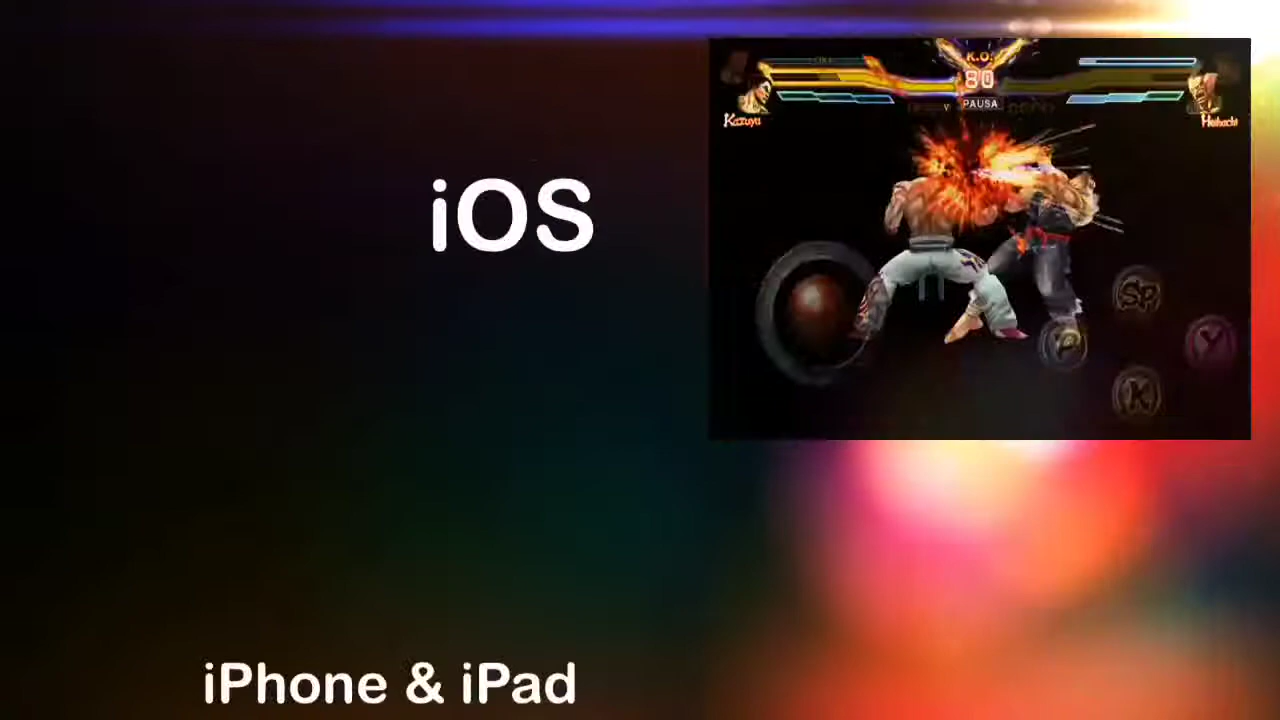 K.O.
80
PAUSA
Kazuya
Heihachi
iOS
SP
P
Y
K
iPhone & iPad